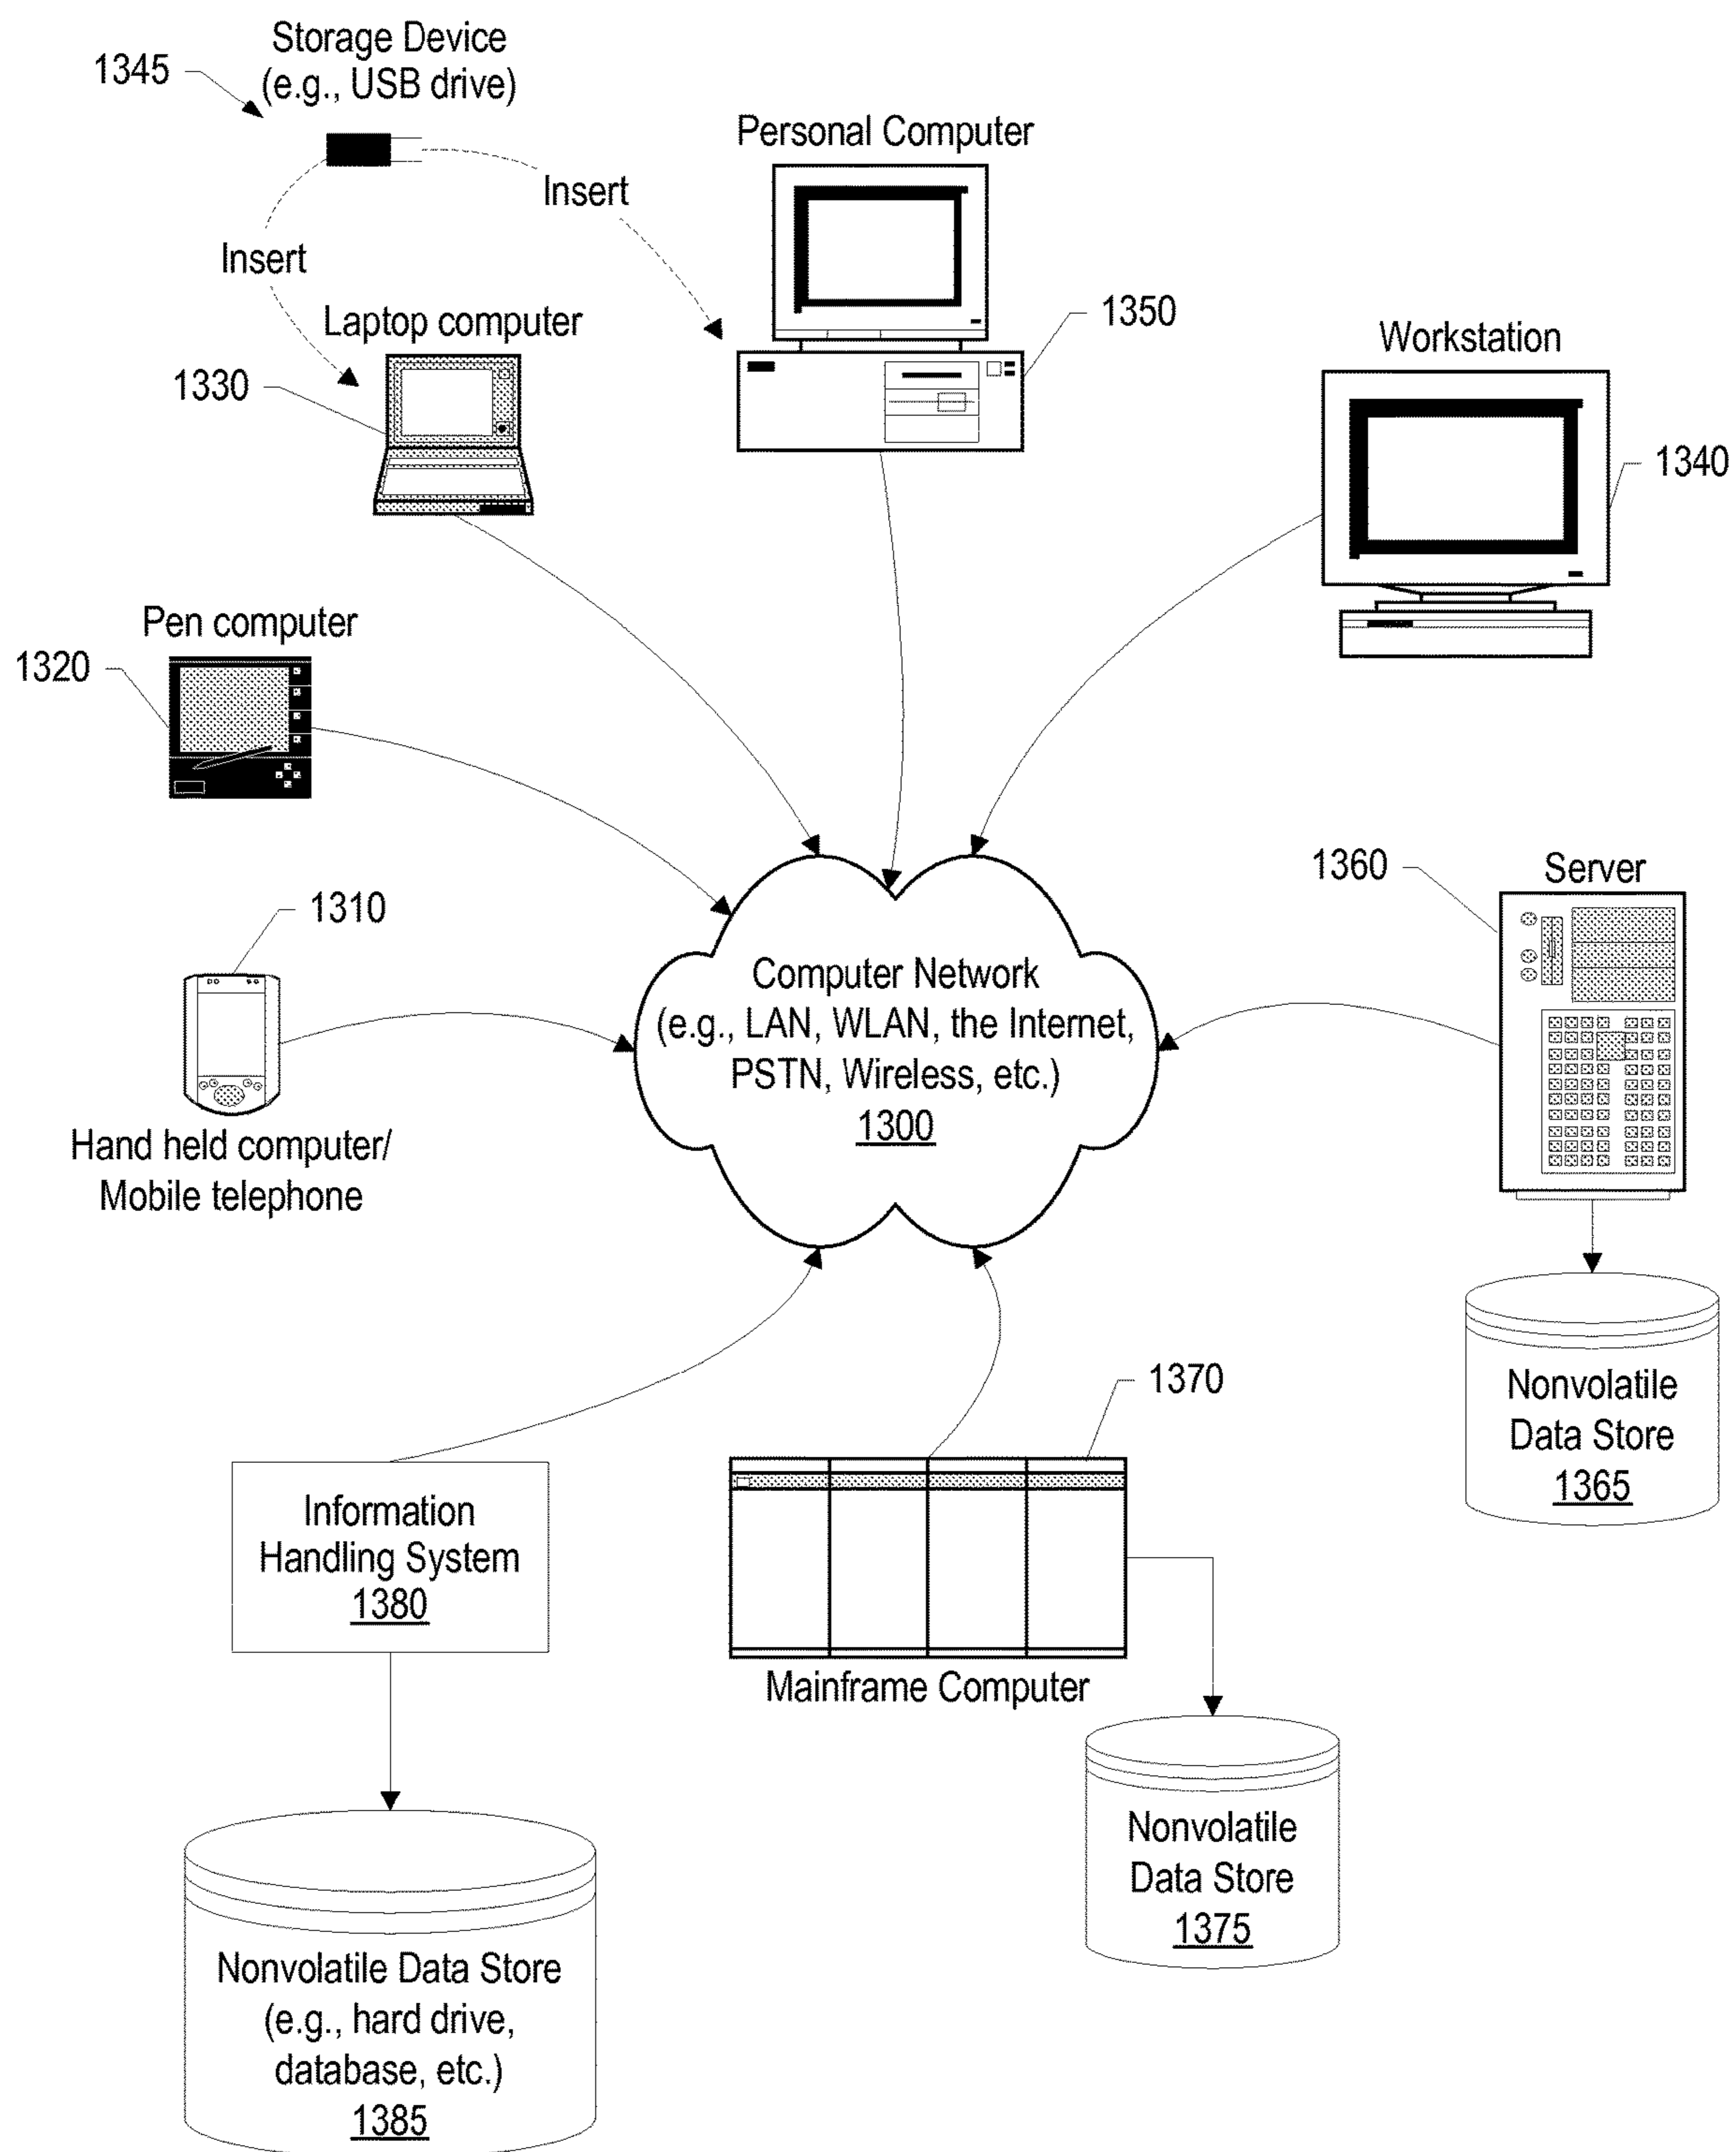 Storage Device
(e.g., USB drive)
1345
Personal Computer
Insert
Insert
1350
Laptop computer
1330
Workstation
1340
Pen computer
1320
1310
Hand held computer/
Mobile telephone
Computer Network
(e.g., LAN, WLAN, the Internet,
PSTN, Wireless, etc.)
1300
1360
Server
Nonvolatile
Data Store
1365
1370
Mainframe Computer
Information
Handling System
1380
Nonvolatile
Data Store
1375
Nonvolatile Data Store
(e.g., hard drive,
database, etc.)
1385